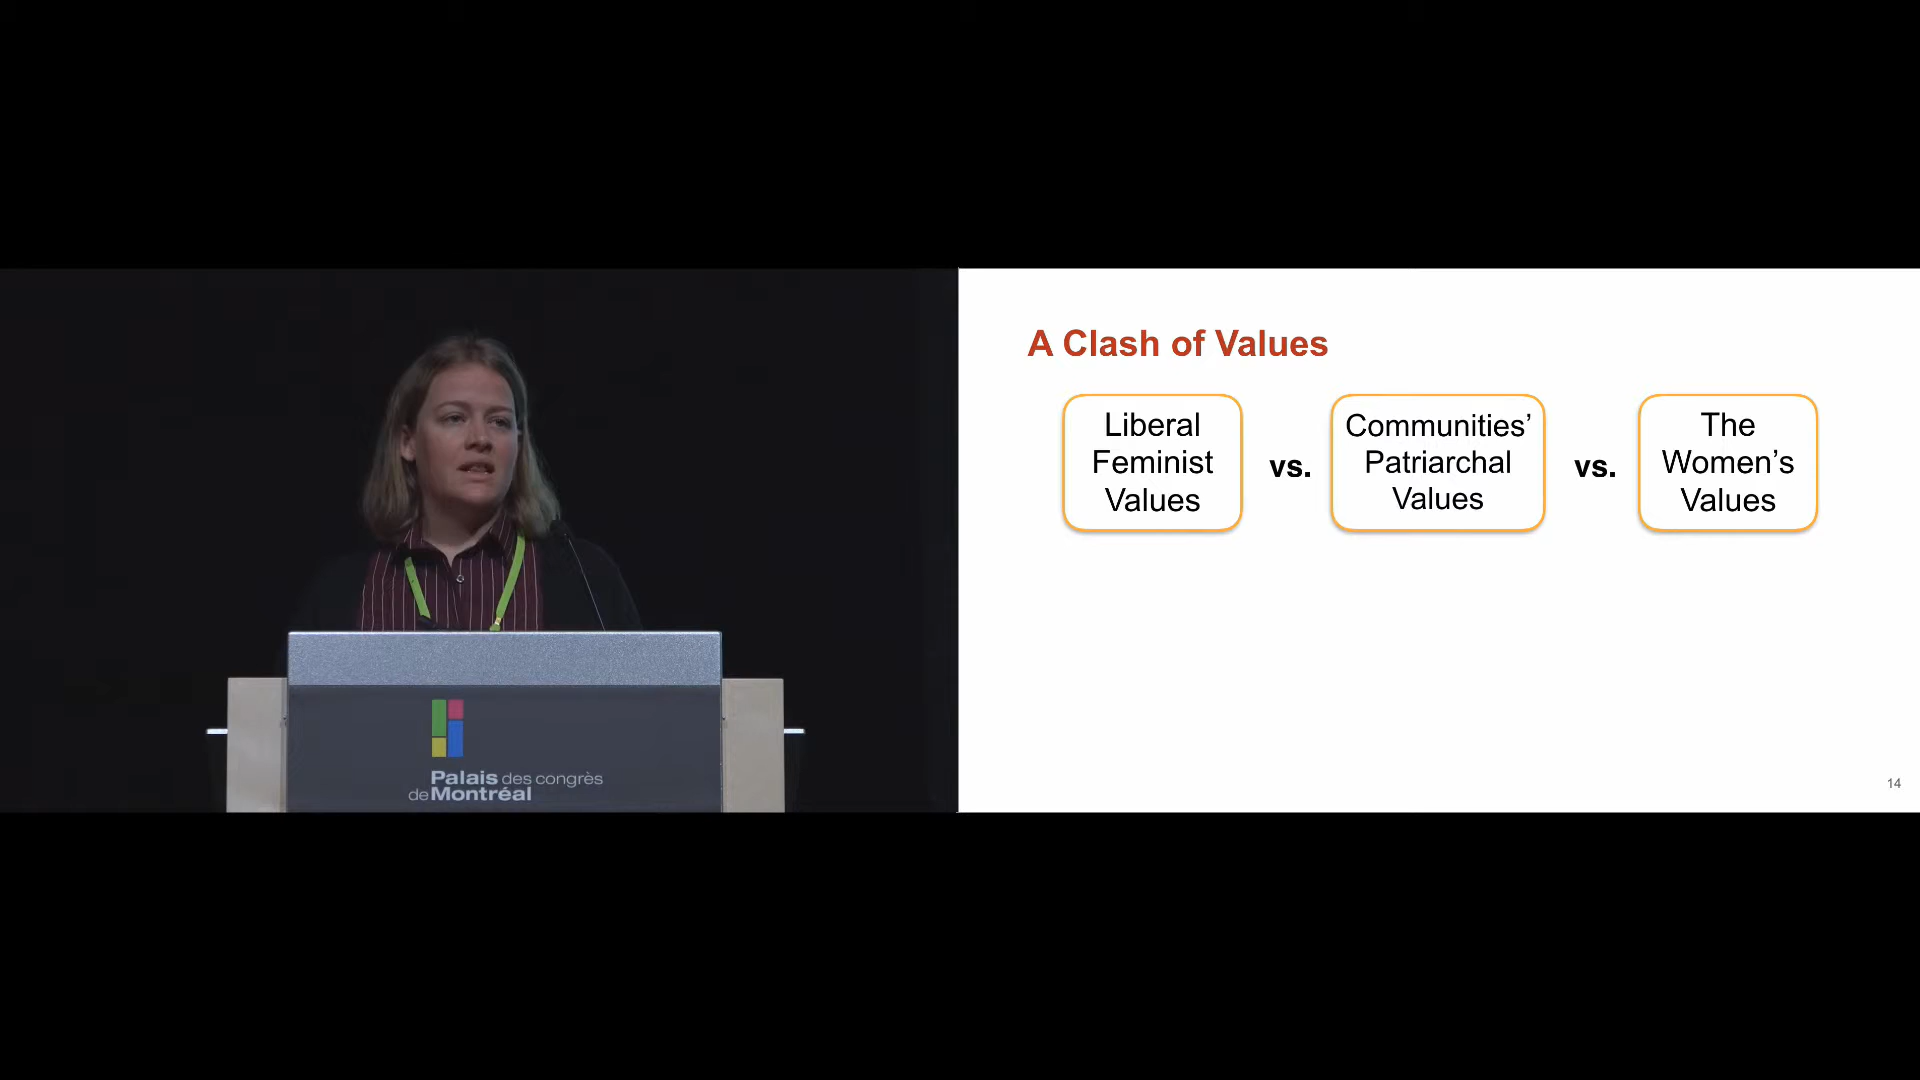 Palais des congrès
de Montréal
A Clash of Values
Liberal
Feminist
Values
vs.
Communities’
Patriarchal
Values
vs.
The
Women’s
Values
14